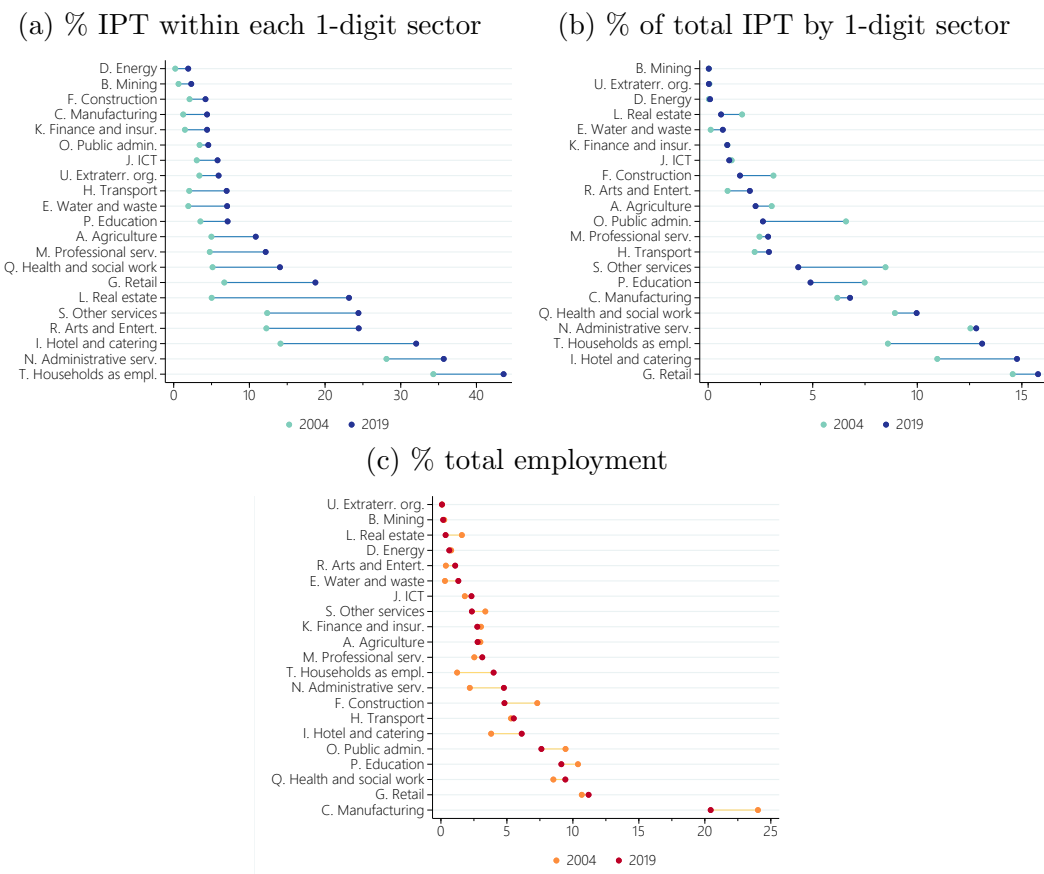 (a) % IPT within each 1-digit sector
D. Energy
B. Mining
F. Construction
C. Manufacturing
K. Finance and insur.
O. Public admin.
J. ICT
U. Extraterr. org.
H. Transport
E. Water and waste
P. Education
A. Agriculture
M. Professional serv.
Q. Health and social work
G. Retail
L. Real estate
S. Other services
R. Arts and Entert.
I. Hotel and catering
N. Administrative serv.
T. Households as empl.
0 10 20 30 40
2004 2019
(b) % of total IPT by 1-digit sector
B. Mining
U. Extraterr. org.
D. Energy
L. Real estate
E. Water and waste
K. Finance and insur.
J. ICT
F. Construction
R. Arts and Entert.
A. Agriculture
O. Public admin.
M. Professional serv.
H. Transport
S. Other services
P. Education
C. Manufacturing
Q. Health and social work
N. Administrative serv.
T. Households as empl.
I. Hotel and catering
G. Retail
0 5 10 15
2004 2019
(c) % total employment
U. Extraterr. org.
B. Mining
L. Real estate
D. Energy
R. Arts and Entert.
E. Water and waste
J. ICT
S. Other services
K. Finance and insur.
A. Agriculture
M. Professional serv.
T. Households as empl.
N. Administrative serv.
F. Construction
H. Transport
I. Hotel and catering
O. Public admin.
P. Education
Q. Health and social work
G. Retail
C. Manufacturing
0 5 10 15 20 25
2004 2019